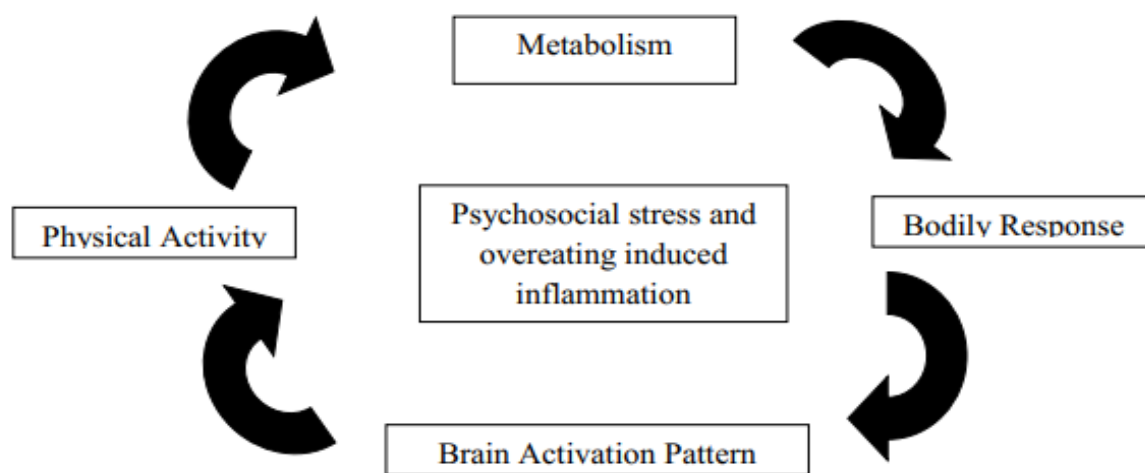 Metabolism
Physical Activity
Psychosocial stress and
overeating induced
inflammation
Bodily Response
Brain Activation Pattern